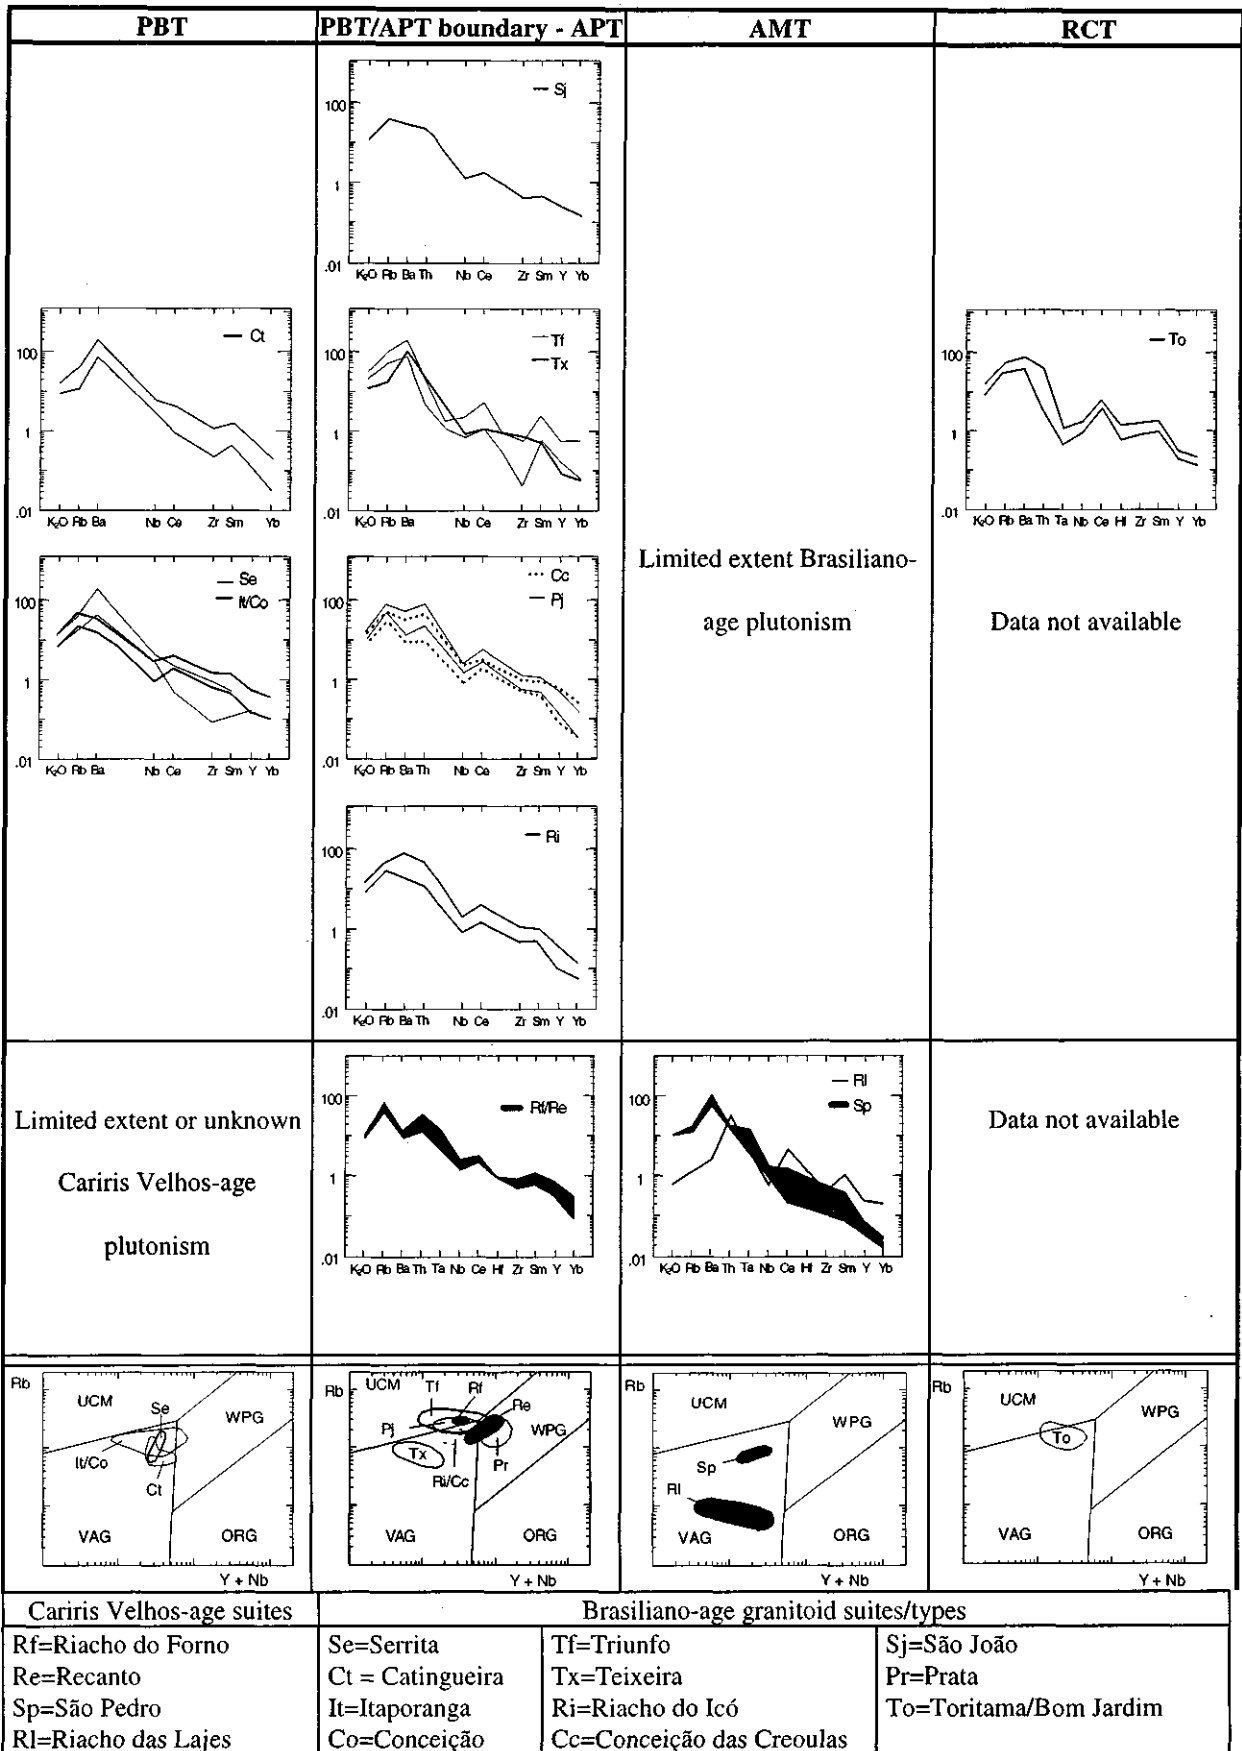 PBT PBT/APT boundary - APT AMT RCT
Sj
100
1
.01
K₂O Rb Ba Th Nb Ce Zr Sm Y Yb
Ct
100
1
.01
K₂O Rb Ba Nb Ce Zr Sm Yb
Tf
Tx
100
1
.01
K₂O Rb Ba Nb Ce Zr Sm Y Yb
To
100
1
.01
K₂O Rb Ba Th Ta Nb Ce Hf Zr Sm Y Yb
Se
It/Co
100
1
.01
K₂O Rb Ba Nb Ce Zr Sm Y Yb
Cc
Pj
100
1
.01
K₂O Rb Ba Th Nb Ce Zr Sm Y Yb
Limited extent Brasiliano-
age plutonism
Data not available
Ri
100
1
.01
K₂O Rb Ba Th Nb Ce Zr Sm Y Yb
Limited extent or unknown
Cariris Velhos-age
plutonism
Rf/Re
100
1
.01
K₂O Rb Ba Th Ta Nb Ce Hf Zr Sm Y Yb
Rl
Sp
100
1
.01
K₂O Rb Ba Th Ta Nb Ce Hf Zr Sm Y Yb
Data not available
Rb
UCM
Se
WPG
It/Co
Ct
VAG ORG
Y + Nb
Rb
UCM Tf Rf
Re
Pj WPG
Tx
Ri/Cc Pr
VAG ORG
Y + Nb
Rb
UCM
WPG
Sp
Rl
VAG ORG
Y + Nb
Rb
UCM
WPG
To
VAG ORG
Y + Nb
Cariris Velhos-age suites Brasiliano-age granitoid suites/types
Rf=Riacho do Forno Se=Serrita Tf=Triunfo Sj=São João
Re=Recanto Ct = Catingueira Tx=Teixeira Pr=Prata
Sp=São Pedro It=Itaporanga Ri=Riacho do Icó To=Toritama/Bom Jardim
Rl=Riacho das Lajes Co=Conceição Cc=Conceição das Creoulas